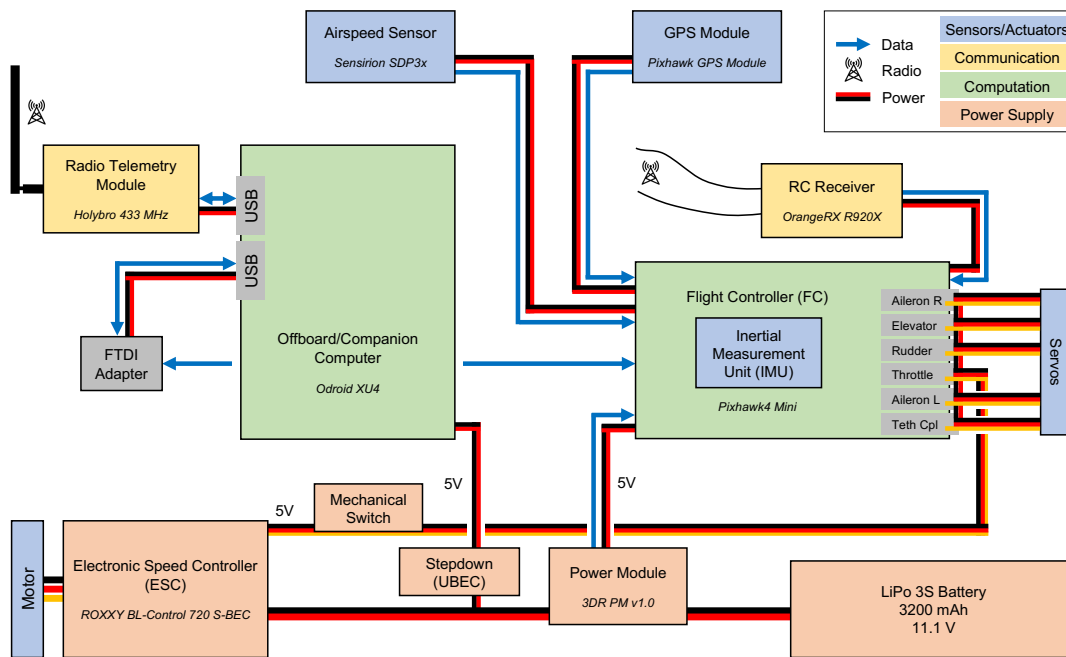 Airspeed Sensor
Sensirion SDP3x
GPS Module
Pixhawk GPS Module
Data
Radio
Power
Sensors/Actuators
Communication
Computation
Power Supply
Radio Telemetry
Module
Holybro 433 MHz
USB
USB
RC Receiver
OrangeRX R920X
FTDI
Adapter
Offboard/Companion
Computer
Odroid XU4
Flight Controller (FC)
Inertial
Measurement
Unit (IMU)
Pixhawk4 Mini
Aileron R
Elevator
Rudder
Throttle
Aileron L
Teth Cpl
Servos
5V
Mechanical
Switch
5V
5V
Motor
Electronic Speed Controller
(ESC)
ROXXY BL-Control 720 S-BEC
Stepdown
(UBEC)
Power Module
3DR PM v1.0
LiPo 3S Battery
3200 mAh
11.1 V